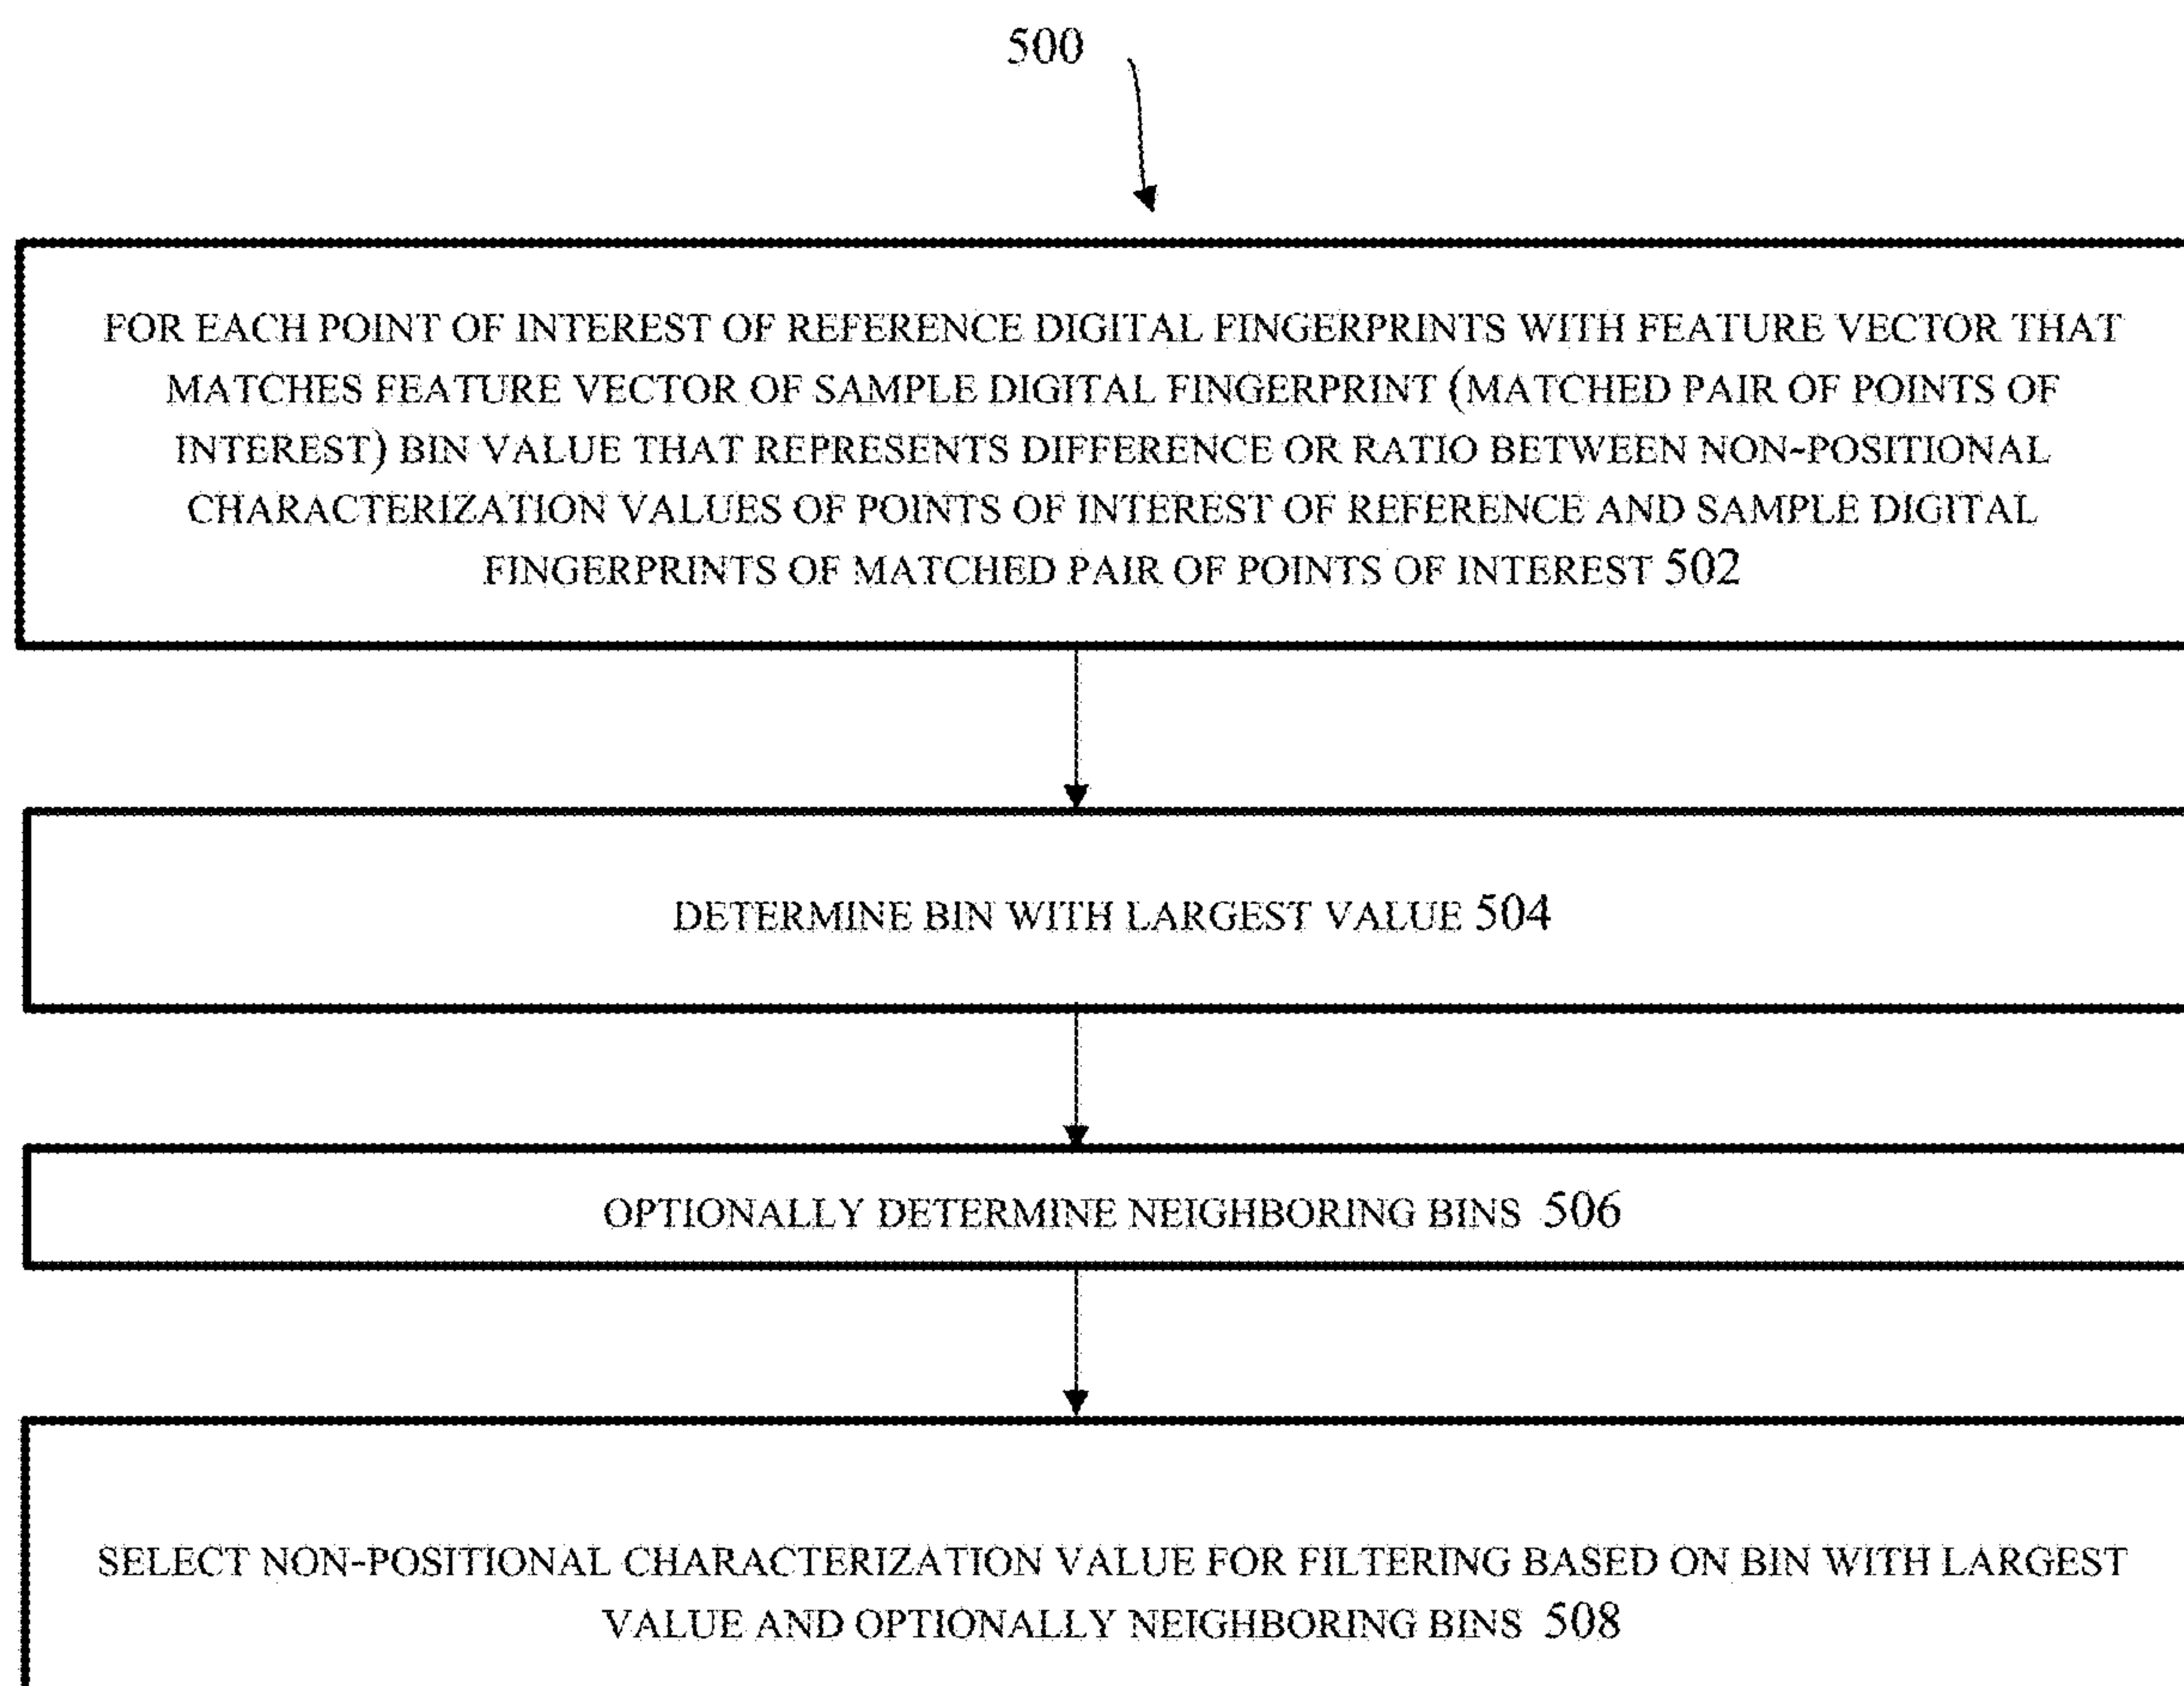 500
FOR EACH POINT OF INTEREST OF REFERENCE DIGITAL FINGERPRINTS WITH FEATURE VECTOR THAT
MATCHES FEATURE VECTOR OF SAMPLE DIGITAL FINGERPRINT (MATCHED PAIR OF POINTS OF
INTEREST) BIN VALUE THAT REPRESENTS DIFFERENCE OR RATIO BETWEEN NON-POSITIONAL
CHARACTERIZATION VALUES OF POINTS OF INTEREST OF REFERENCE AND SAMPLE DIGITAL
FINGERPRINTS OF MATCHED PAIR OF POINTS OF INTEREST 502
DETERMINE BIN WITH LARGEST VALUE 504
OPTIONALLY DETERMINE NEIGHBORING BINS 506
SELECT NON-POSITIONAL CHARACTERIZATION VALUE FOR FILTERING BASED ON BIN WITH LARGEST
VALUE AND OPTIONALLY NEIGHBORING BINS 508